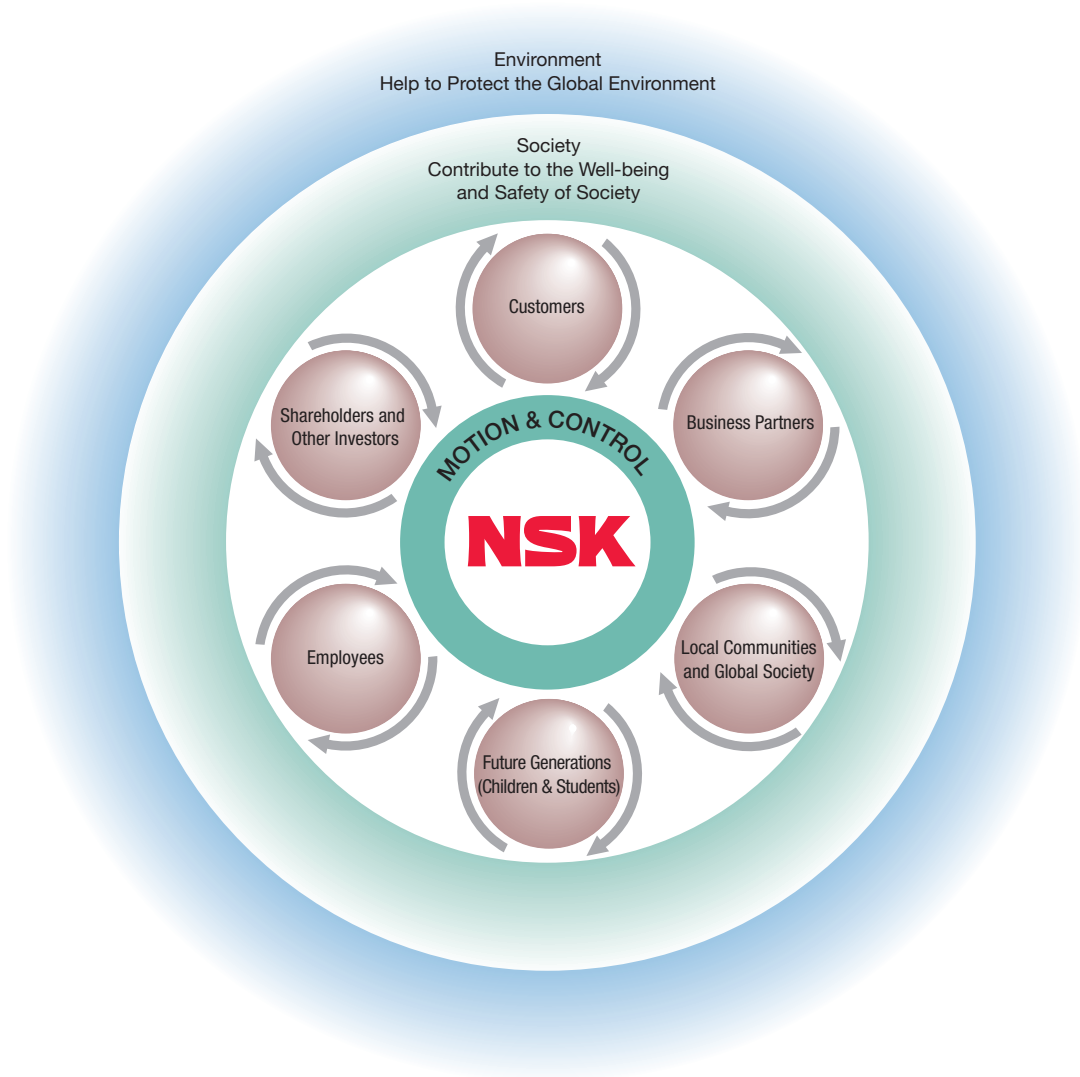 Environment
Help to Protect the Global Environment
Society
Contribute to the Well-being
and Safety of Society
Customers
Shareholders and
Other Investors
Business Partners
MOTION & CONTROL
NSK
Employees
Local Communities
and Global Society
Future Generations
(Children & Students)